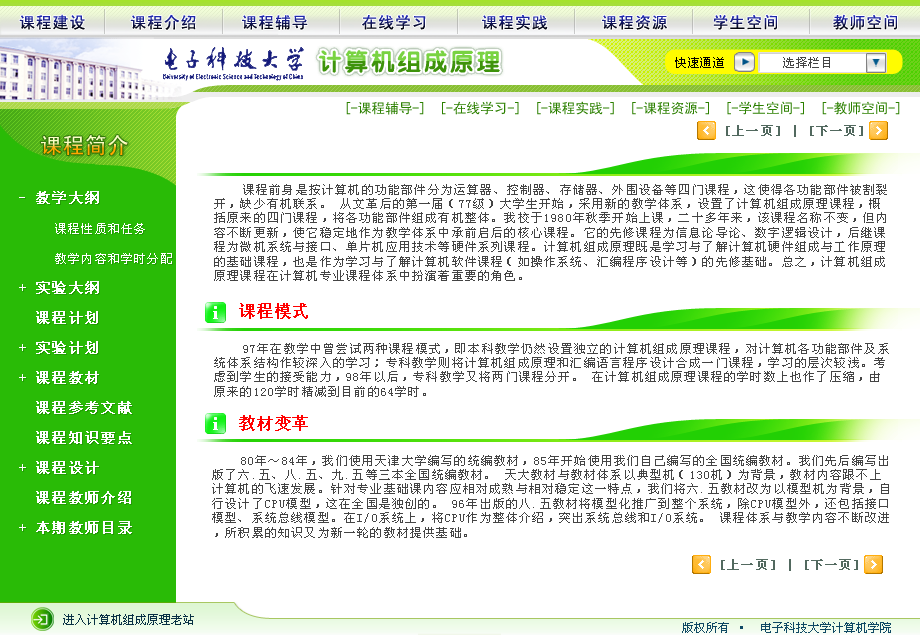 课程建设 课程介绍 课程辅导 在线学习 课程实践 课程资源 学生空间 教师空间
电子科技大学 计算机组成原理 快速通道 选择栏目
University of Electronic Science and Technology of China
[-课程辅导-] [-在线学习-] [-课程实践-] [-课程资源-] [-学生空间-] [-教师空间-]
[上一页] | [下一页]
课程简介
- 教学大纲
课程性质和任务
教学内容和学时分配
+ 实验大纲
课程计划
+ 实验计划
+ 课程教材
课程参考文献
课程知识要点
+ 课程设计
课程教师介绍
+ 本期教师目录
课程前身是按计算机的功能部件分为运算器、控制器、存储器、外围设备等四门课程，这使得各功能部件被割裂
开，缺少有机联系。 从文革后的第一届（77级）大学生开始，采用新的教学体系，设置了计算机组成原理课程，概
括原来的四门课程，将各功能部件组成有机整体。我校于1980年秋季开始上课，二十多年来，该课程名称不变，但内
容不断更新，使它稳定地作为教学体系中承前启后的核心课程。它的先修课程为信息论导论、数字逻辑设计，后继课
程为微机系统与接口、单片机应用技术等硬件系列课程。计算机组成原理既是学习与了解计算机硬件组成与工作原理
的基础课程，也是作为学习与了解计算机软件课程（如操作系统、汇编程序设计等）的先修基础。总之，计算机组成
原理课程在计算机专业课程体系中扮演着重要的角色。
课程模式
97年在教学中曾尝试两种课程模式，即本科教学仍然设置独立的计算机组成原理课程，对计算机各功能部件及系
统体系结构作较深入的学习；专科教学则将计算机组成原理和汇编语言程序设计合成一门课程，学习的层次较浅。考
虑到学生的接受能力，98年以后，专科教学又将两门课程分开。 在计算机组成原理课程的学时数上也作了压缩，由
原来的120学时精减到目前的64学时。
教材变革
80年～84年，我们使用天津大学编写的统编教材，85年开始使用我们自己编写的全国统编教材。我们先后编写出
版了六.五、八.五、九.五等三本全国统编教材。 天大教材与教材体系以典型机（130机）为背景，教材内容跟不上
计算机的飞速发展。针对专业基础课内容应相对成熟与相对稳定这一特点，我们将六.五教材改为以模型机为背景，自
行设计了CPU模型，这在全国是独创的。 96年出版的八.五教材将模型化推广到整个系统，除CPU模型外，还包括接口
模型、系统总线模型。在I/O系统上，将CPU作为整体介绍，突出系统总线和I/O系统。 课程体系与教学内容不断改进
，所积累的知识又为新一轮的教材提供基础。
[上一页] | [下一页]
进入计算机组成原理老站
版权所有 • 电子科技大学计算机学院